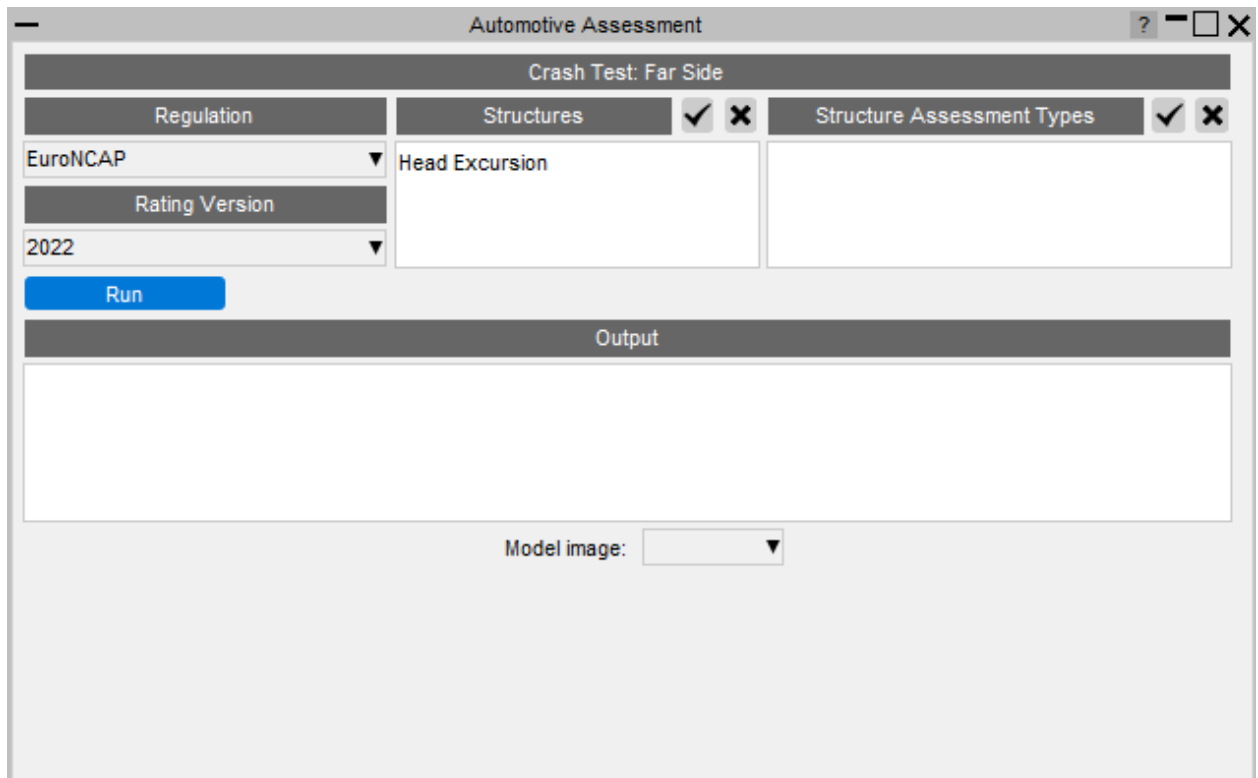 Automotive Assessment
?
Crash Test: Far Side
Regulation
Structures
Structure Assessment Types
EuroNCAP
Head Excursion
Rating Version
2022
Run
Output
Model image: